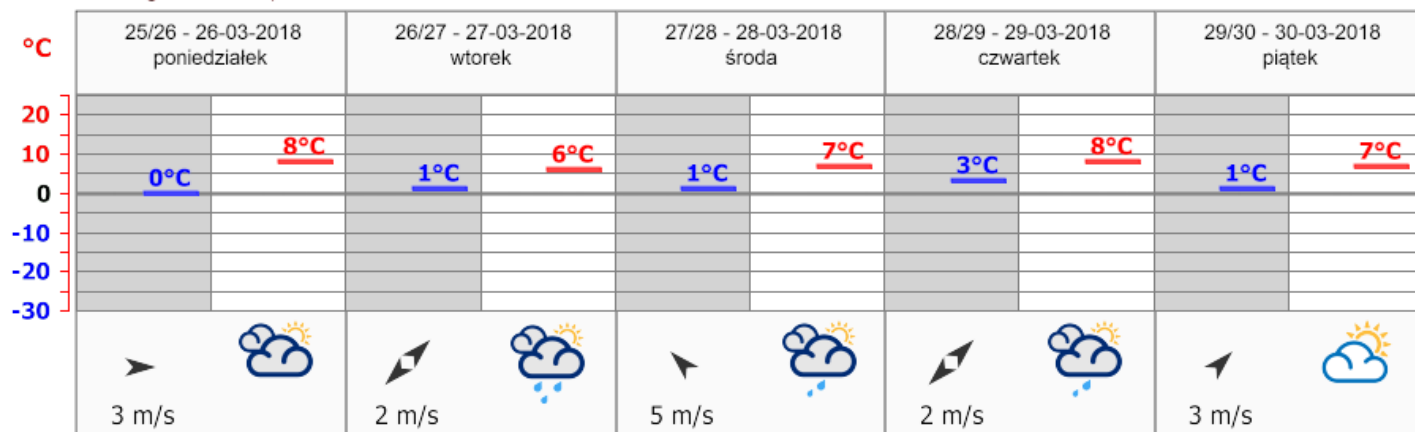 °C
25/26 - 26-03-2018
poniedziałek
26/27 - 27-03-2018
wtorek
27/28 - 28-03-2018
środa
28/29 - 29-03-2018
czwartek
29/30 - 30-03-2018
piątek
20
10
0
-10
-20
-30
0°C
8°C
1°C
6°C
1°C
7°C
3°C
8°C
1°C
7°C
3 m/s
2 m/s
5 m/s
2 m/s
3 m/s